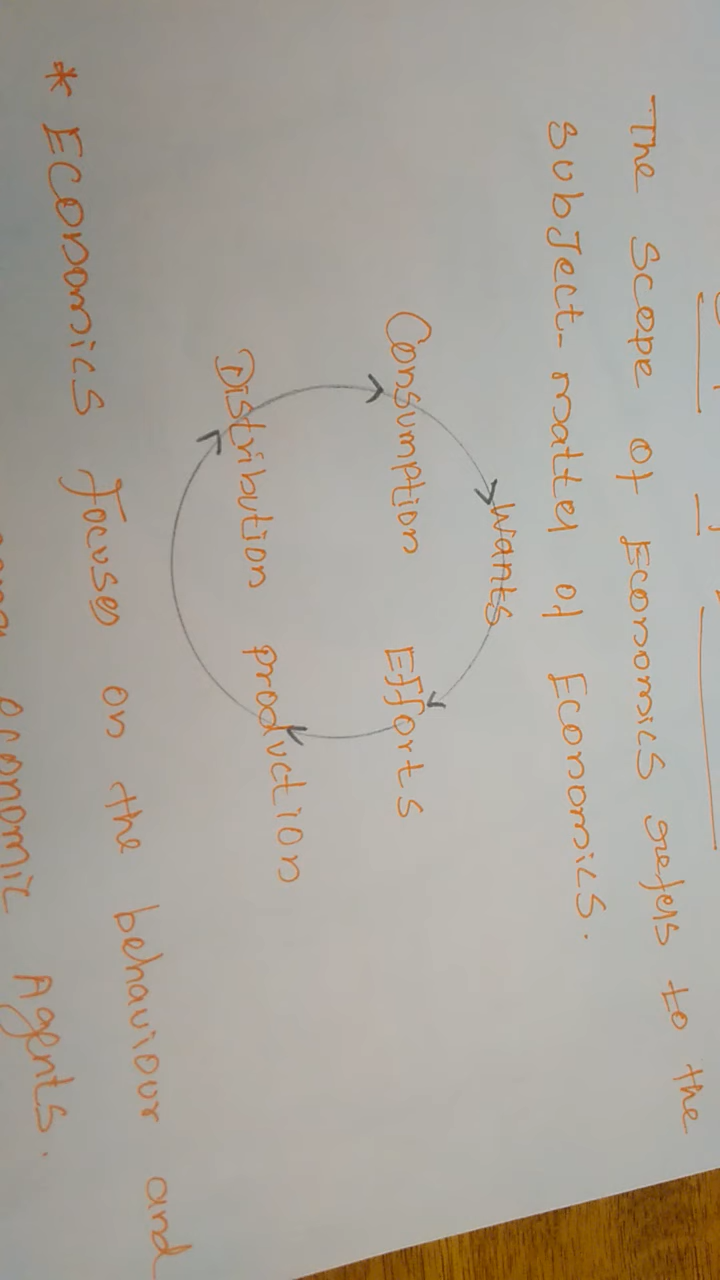 The Scope of Economics refers to the
subject-matter of Economics.
Wants
Consumption Efforts
Distribution Production
* Economics focuses on the behaviour and
economic Agents.